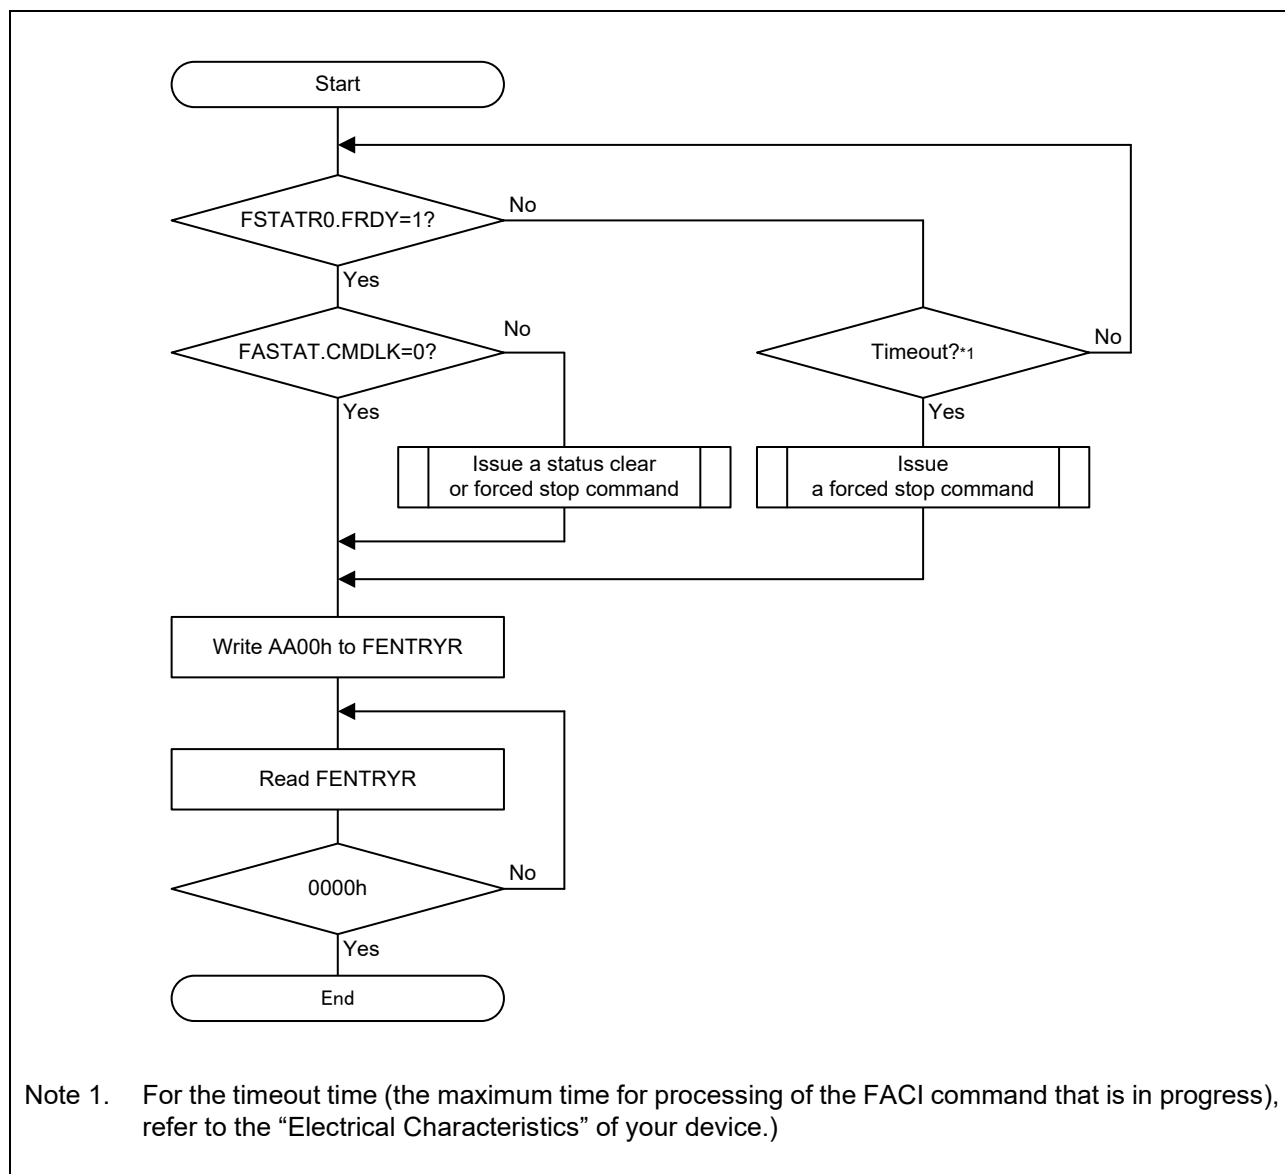 Start
FSTATR0.FRDY=1?
No
Yes
FASTAT.CMDLK=0?
No
Timeout?*1
No
Yes
Yes
Issue a status clear
or forced stop command
Issue
a forced stop command
Write AA00h to FENTRYR
Read FENTRYR
0000h
No
Yes
End
Note 1. For the timeout time (the maximum time for processing of the FACI command that is in progress),
refer to the “Electrical Characteristics” of your device.)